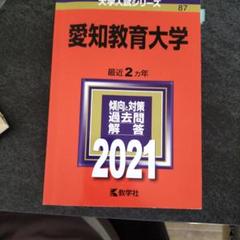 大学入試シリーズ
87
愛知教育大学
最近2カ年
傾向と対策
過去問
解答
2021
教学社